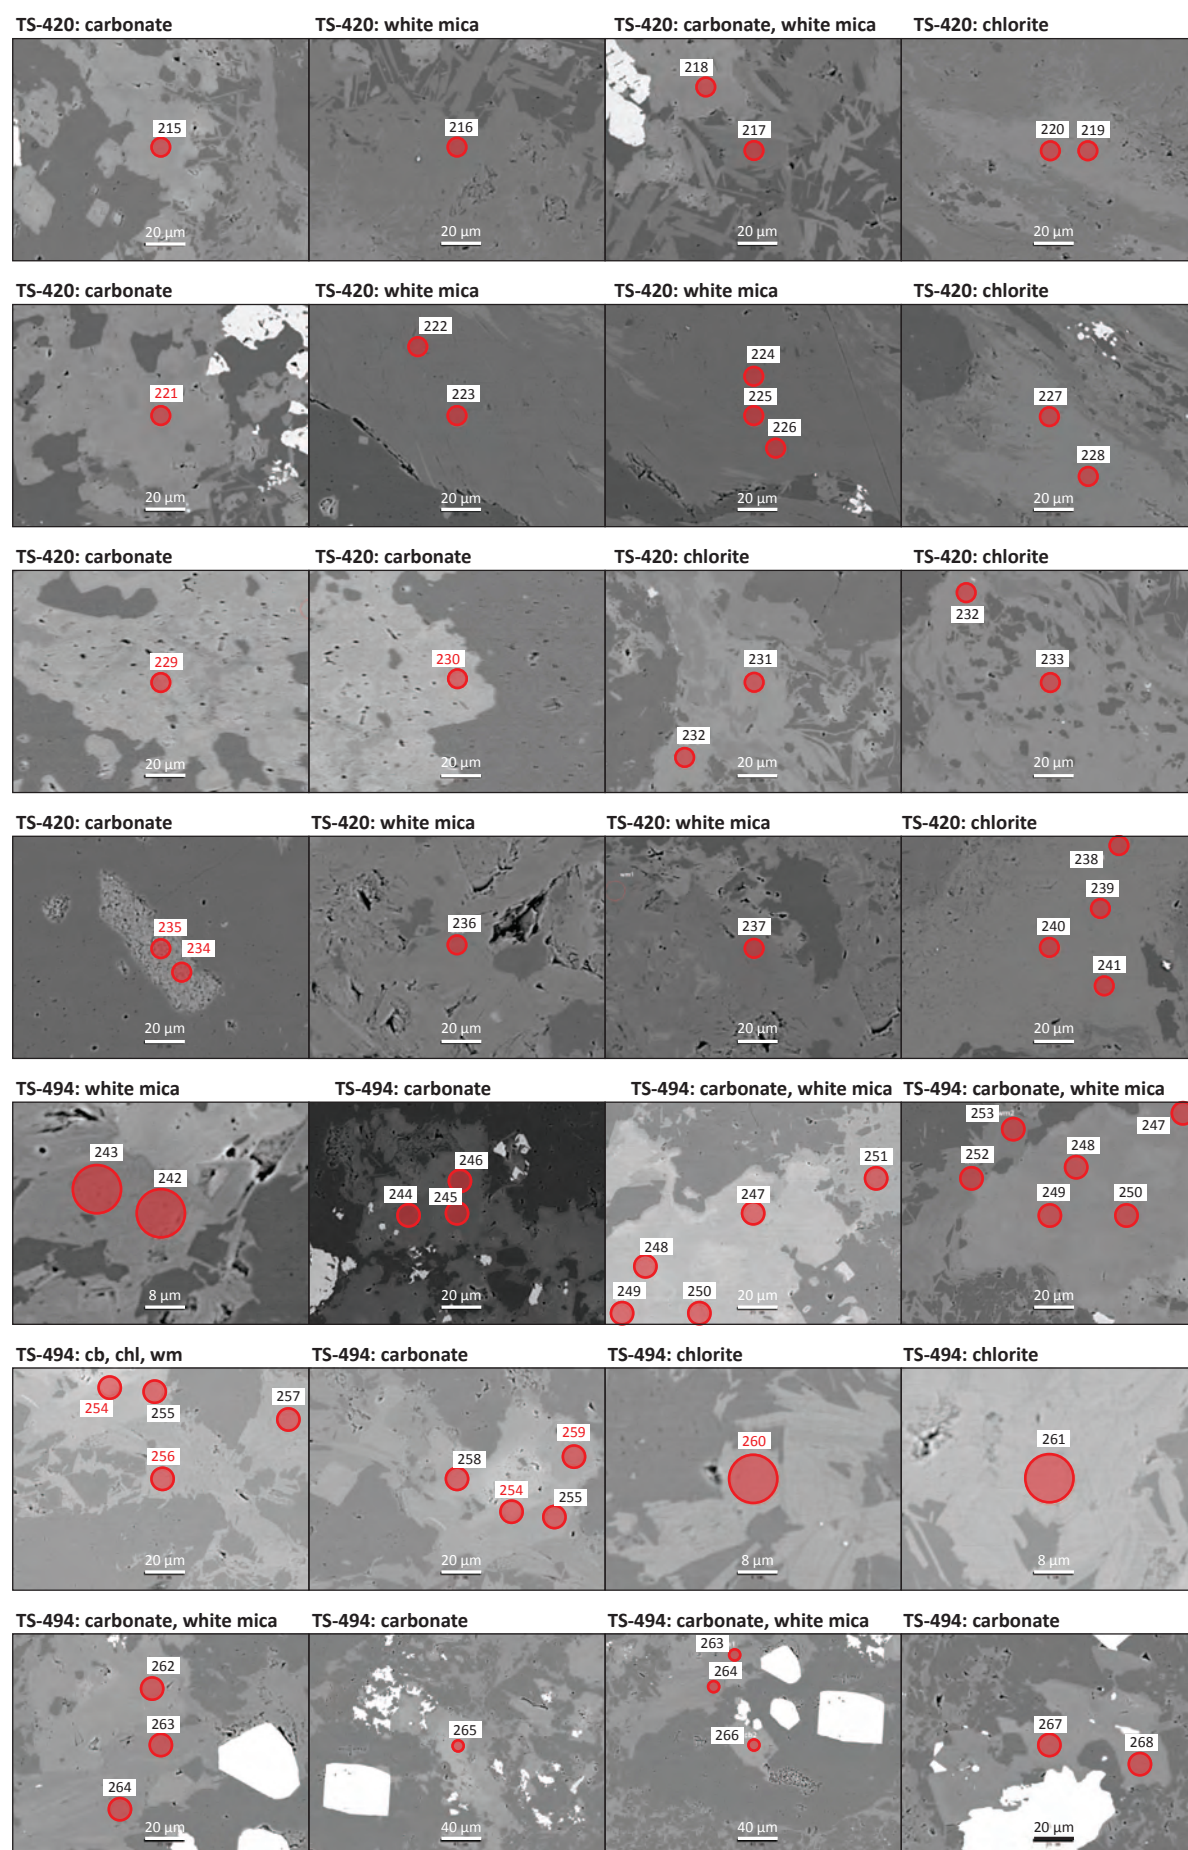 TS-420: carbonate
TS-420: white mica
TS-420: carbonate, white mica
TS-420: chlorite
215
20 µm
216
20 µm
218
217
20 µm
220
219
20 µm
TS-420: carbonate
TS-420: white mica
TS-420: white mica
TS-420: chlorite
221
20 µm
222
223
20 µm
224
225
226
20 µm
227
228
20 µm
TS-420: carbonate
TS-420: carbonate
TS-420: chlorite
TS-420: chlorite
229
20 µm
230
20 µm
231
232
20 µm
232
233
20 µm
TS-420: carbonate
TS-420: white mica
TS-420: white mica
TS-420: chlorite
235
234
20 µm
236
20 µm
237
20 µm
238
239
240
241
20 µm
TS-494: white mica
TS-494: carbonate
TS-494: carbonate, white mica
TS-494: carbonate, white mica
243
242
8 µm
246
244
245
20 µm
251
247
248
249
250
20 µm
253
247
248
252
249
250
20 µm
TS-494: cb, chl, wm
TS-494: carbonate
TS-494: chlorite
TS-494: chlorite
254
255
257
256
20 µm
259
258
254
255
20 µm
260
8 µm
261
8 µm
TS-494: carbonate, white mica
TS-494: carbonate
TS-494: carbonate, white mica
TS-494: carbonate
262
263
264
20 µm
265
40 µm
263
264
266
40 µm
267
268
20 µm